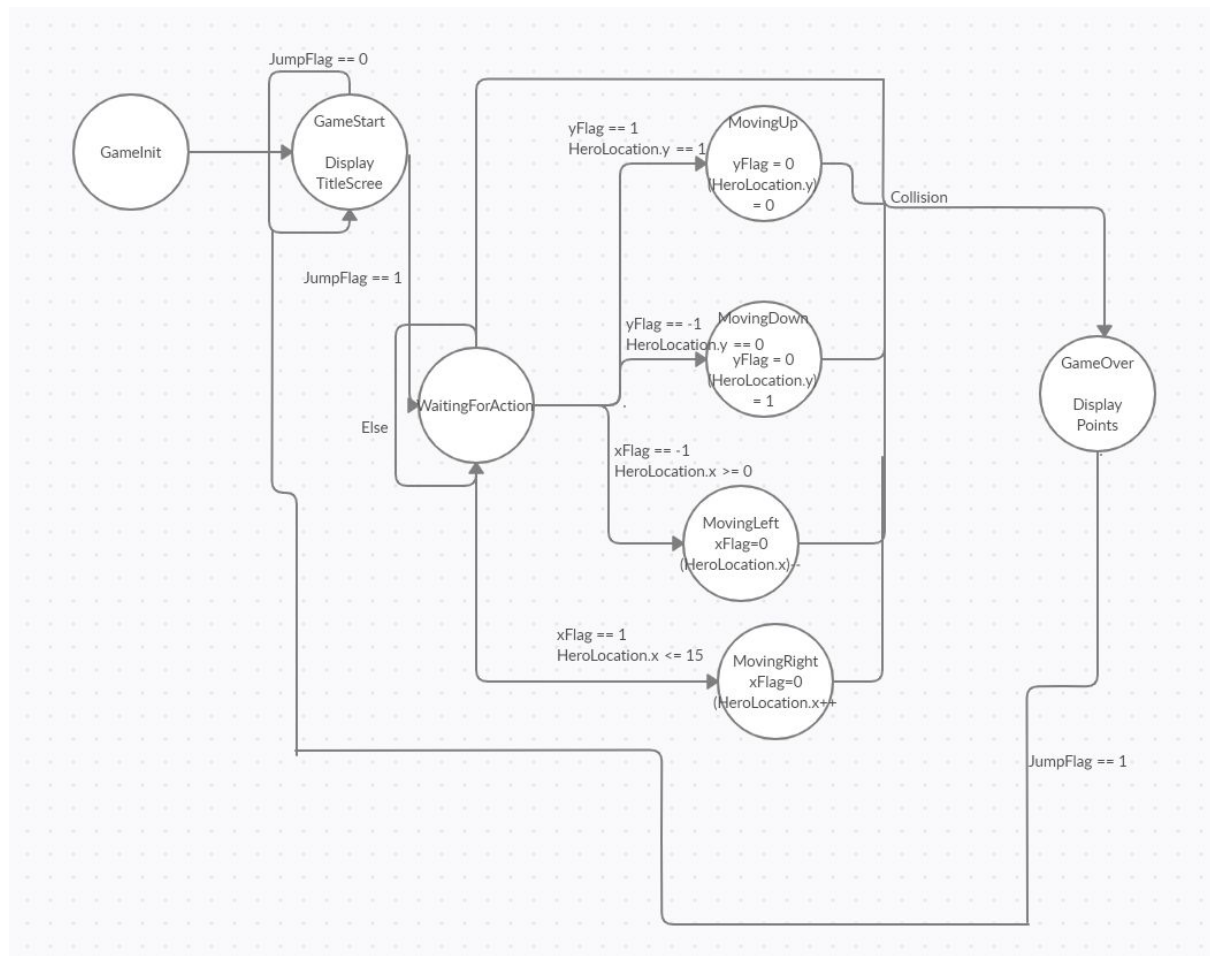 JumpFlag == 0
GameInit
GameStart
Display
TitleScree
JumpFlag == 1
yFlag == 1
HeroLocation.y == 1
MovingUp
yFlag = 0
(HeroLocation.y)
= 0
Collision
yFlag == -1
HeroLocation.y == 0
MovingDown
yFlag = 0
(HeroLocation.y)
= 1
GameOver
Display
Points
WaitingForAction
Else
xFlag == -1
HeroLocation.x >= 0
MovingLeft
xFlag=0
(HeroLocation.x)--
xFlag == 1
HeroLocation.x <= 15
MovingRight
xFlag=0
(HeroLocation.x++
JumpFlag == 1